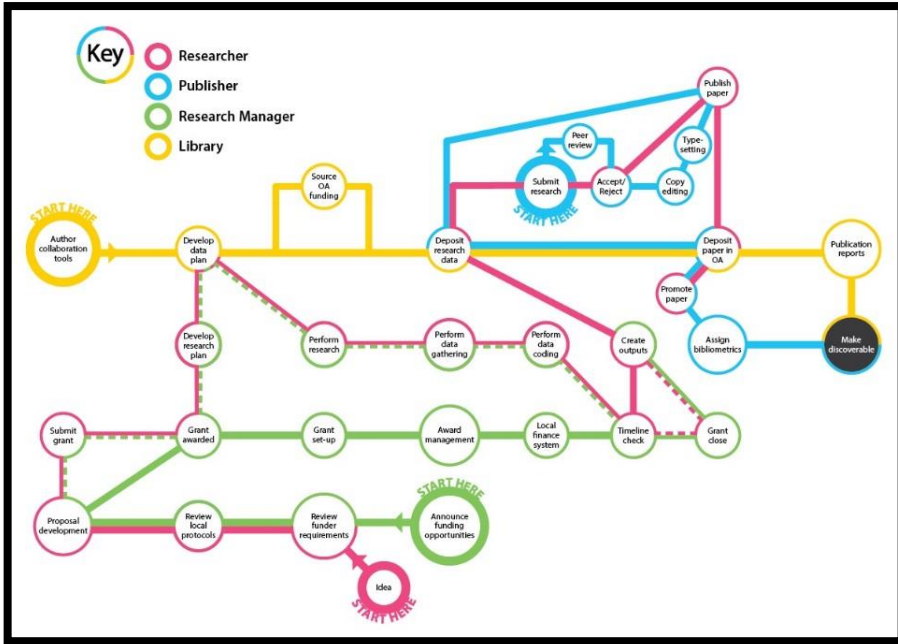 Key
Researcher
Publisher
Research Manager
Library
Publish
paper
Peer
review
Type-
setting
Source
OA
funding
Submit
research
START HERE
Accept/
Reject
Copy
editing
START HERE
Author
collaboration
tools
Develop
data
plan
Deposit
research
data
Deposit
paper in
OA
Publication
reports
Promote
paper
Develop
research
plan
Perform
research
Perform
data
gathering
Perform
data
coding
Create
outputs
Assign
bibliometrics
Make
discoverable
Submit
grant
Grant
awarded
Grant
set-up
Award
management
Local
finance
system
Timeline
check
Grant
close
Proposal
development
Review
local
protocols
Review
funder
requirements
START HERE
Announce
funding
opportunities
Idea
START HERE